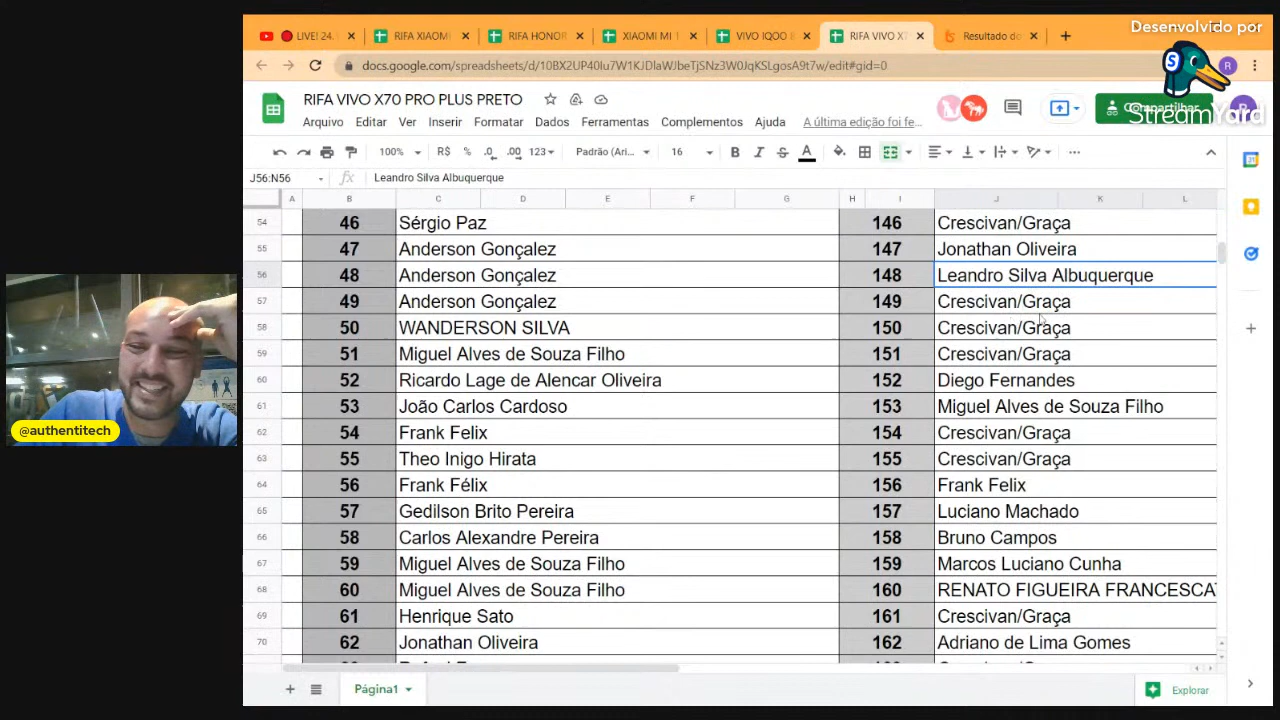 Desenvolvido por
StreamYard
LIVE! 24.
RIFA XIAOMI
RIFA HONOR
XIAOMI MI 1
VIVO IQOO 8
RIFA VIVO X7
Resultado do
docs.google.com/spreadsheets/d/10BX2UP40Iu7W1KJDlaWJbeTjSNz3W0JqKSLgosA9t7w/edit#gid=0
R
RIFA VIVO X70 PRO PLUS PRETO
Arquivo Editar Ver Inserir Formatar Dados Ferramentas Complementos Ajuda A última edição foi fe...
Compartilhar
100% R$ % .0 .00 123 Padrão (Ari... 16 B I S A
J56:N56 fx Leandro Silva Albuquerque
A B C D E F G H I J K L
54 46 Sérgio Paz 146 Crescivan/Graça
55 47 Anderson Gonçalez 147 Jonathan Oliveira
56 48 Anderson Gonçalez 148 Leandro Silva Albuquerque
57 49 Anderson Gonçalez 149 Crescivan/Graça
58 50 WANDERSON SILVA 150 Crescivan/Graça
59 51 Miguel Alves de Souza Filho 151 Crescivan/Graça
60 52 Ricardo Lage de Alencar Oliveira 152 Diego Fernandes
61 53 João Carlos Cardoso 153 Miguel Alves de Souza Filho
62 54 Frank Felix 154 Crescivan/Graça
63 55 Theo Inigo Hirata 155 Crescivan/Graça
64 56 Frank Félix 156 Frank Felix
65 57 Gedilson Brito Pereira 157 Luciano Machado
66 58 Carlos Alexandre Pereira 158 Bruno Campos
67 59 Miguel Alves de Souza Filho 159 Marcos Luciano Cunha
68 60 Miguel Alves de Souza Filho 160 RENATO FIGUEIRA FRANCESCAT
69 61 Henrique Sato 161 Crescivan/Graça
70 62 Jonathan Oliveira 162 Adriano de Lima Gomes
@authentitech
Página1
Explorar